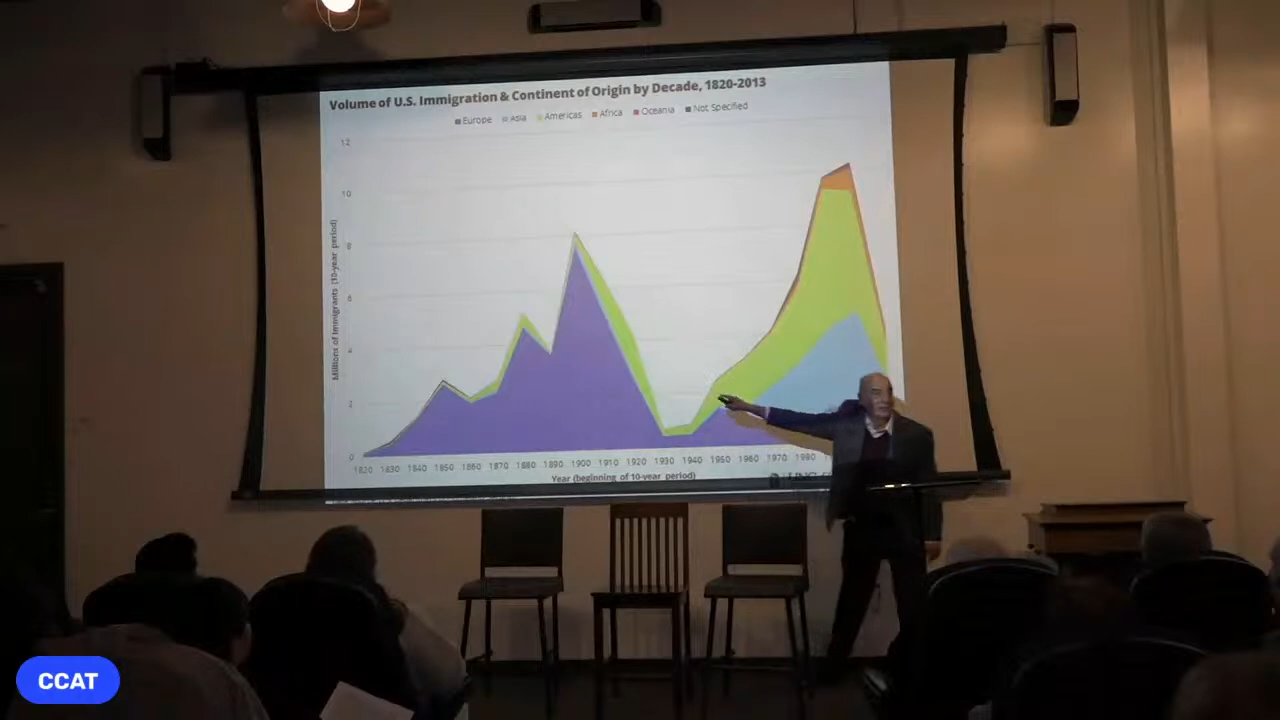 Volume of U.S. Immigration & Continent of Origin by Decade, 1820-2013
Europe Asia Americas Africa Oceania Not Specified
12
10
8
6
4
2
0
Millions of Immigrants (10-year period)
1820 1830 1840 1850 1860 1870 1880 1890 1900 1910 1920 1930 1940 1950 1960 1970 1980
Year (beginning of 10-year period)
CCAT